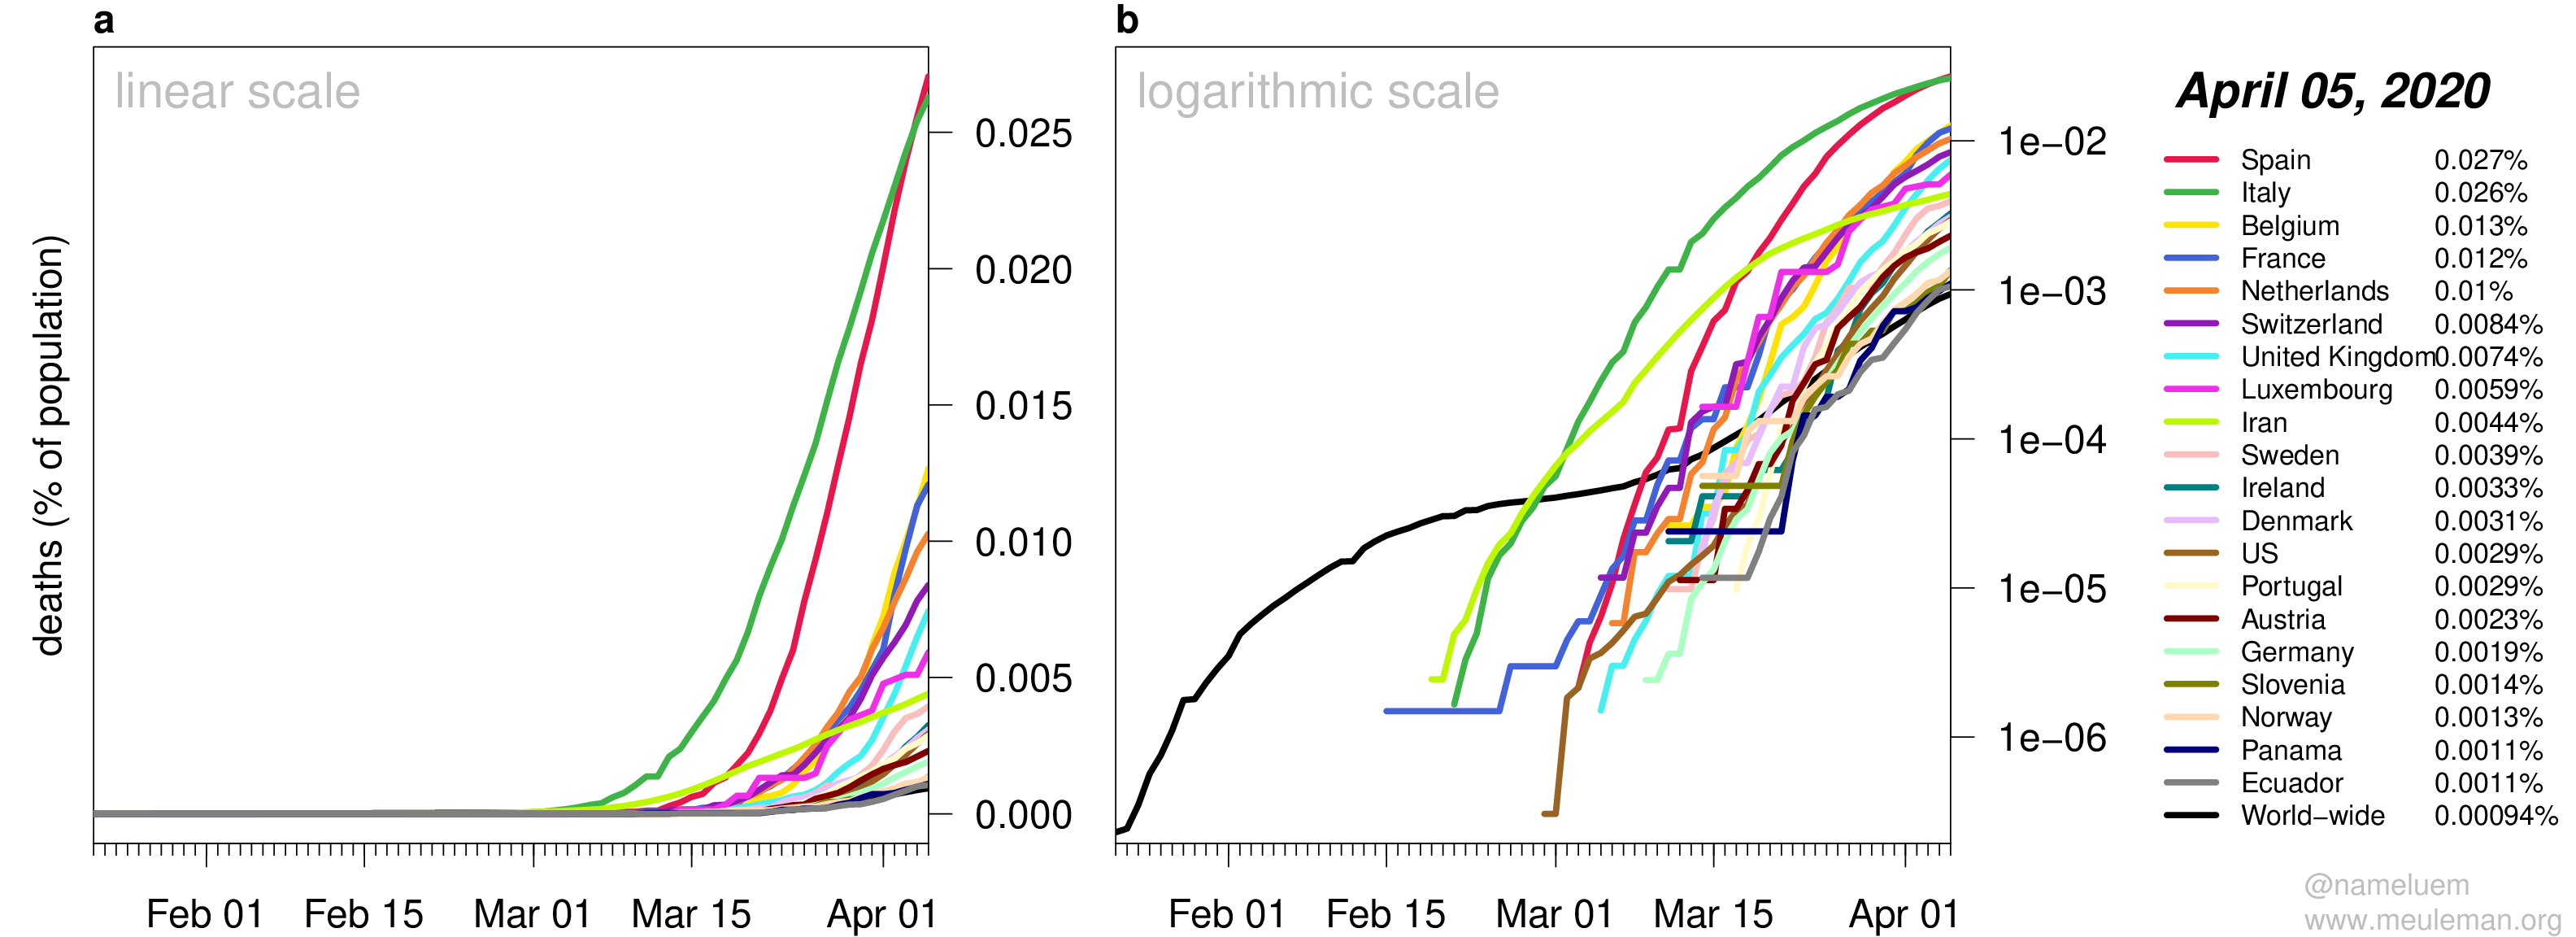 a
linear scale
deaths (% of population)
0.025
0.020
0.015
0.010
0.005
0.000
Feb 01 Feb 15 Mar 01 Mar 15 Apr 01
b
logarithmic scale
1e−02
1e−03
1e−04
1e−05
1e−06
Feb 01 Feb 15 Mar 01 Mar 15 Apr 01
April 05, 2020
Spain 0.027%
Italy 0.026%
Belgium 0.013%
France 0.012%
Netherlands 0.01%
Switzerland 0.0084%
United Kingdom 0.0074%
Luxembourg 0.0059%
Iran 0.0044%
Sweden 0.0039%
Ireland 0.0033%
Denmark 0.0031%
US 0.0029%
Portugal 0.0029%
Austria 0.0023%
Germany 0.0019%
Slovenia 0.0014%
Norway 0.0013%
Panama 0.0011%
Ecuador 0.0011%
World−wide 0.00094%
@nameluem
www.meuleman.org